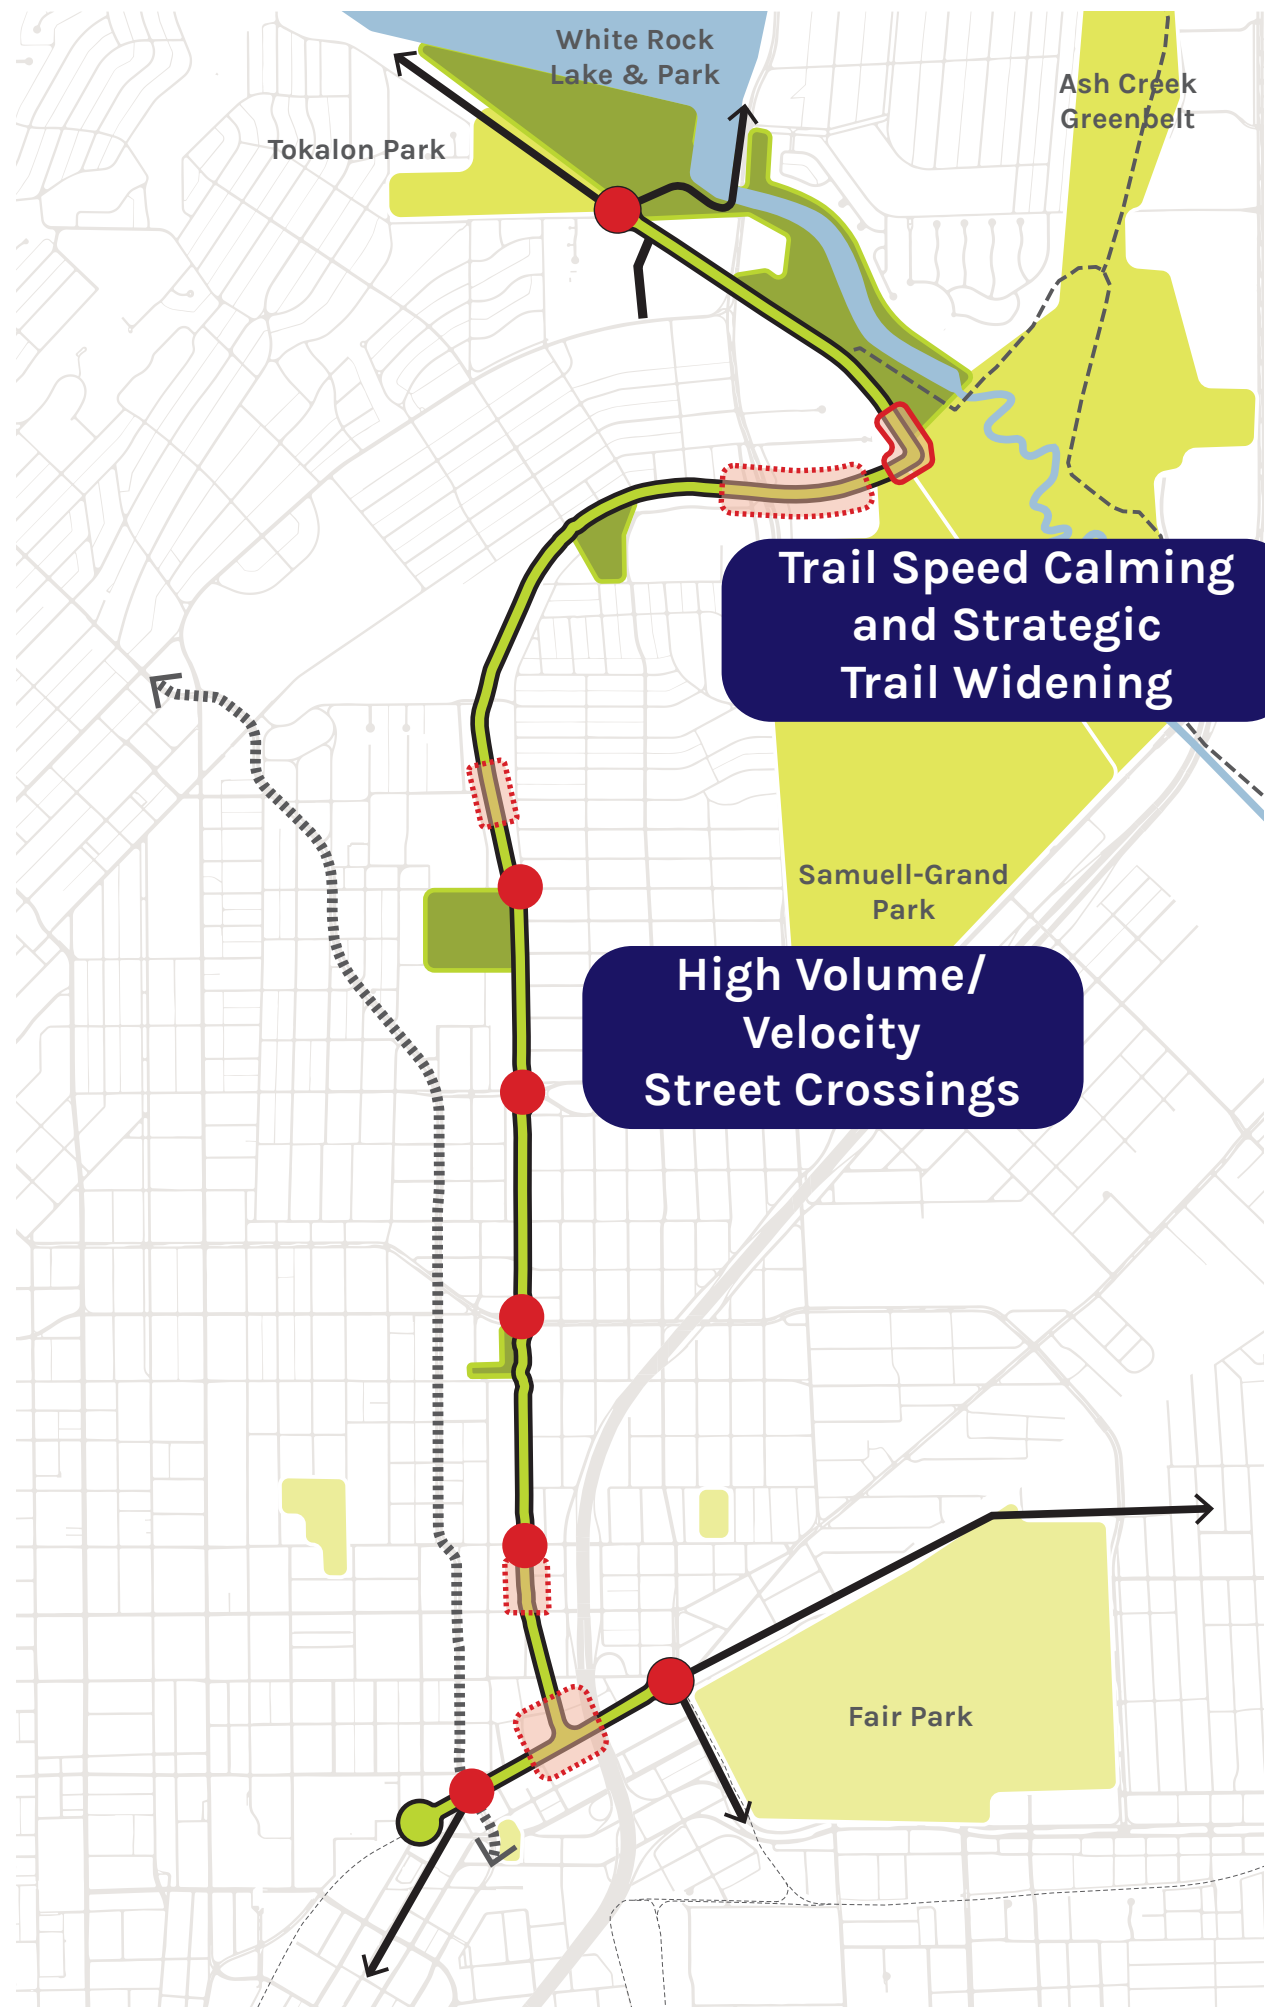 White Rock
Lake & Park
Ash Creek
Greenbelt
Tokalon Park
Trail Speed Calming
and Strategic
Trail Widening
Samuell-Grand
Park
High Volume/
Velocity
Street Crossings
Fair Park